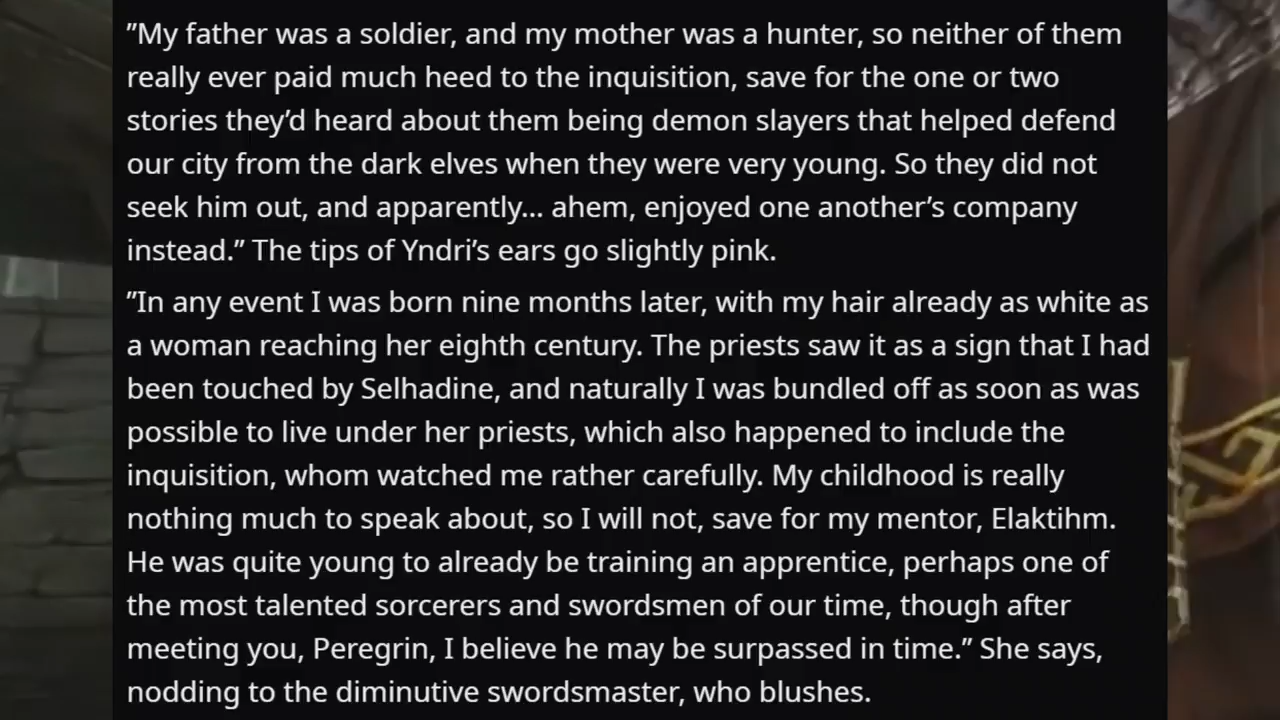 ”My father was a soldier, and my mother was a hunter, so neither of them
really ever paid much heed to the inquisition, save for the one or two
stories they’d heard about them being demon slayers that helped defend
our city from the dark elves when they were very young. So they did not
seek him out, and apparently... ahem, enjoyed one another’s company
instead.” The tips of Yndri’s ears go slightly pink.
”In any event I was born nine months later, with my hair already as white as
a woman reaching her eighth century. The priests saw it as a sign that I had
been touched by Selhadine, and naturally I was bundled off as soon as was
possible to live under her priests, which also happened to include the
inquisition, whom watched me rather carefully. My childhood is really
nothing much to speak about, so I will not, save for my mentor, Elaktihm.
He was quite young to already be training an apprentice, perhaps one of
the most talented sorcerers and swordsmen of our time, though after
meeting you, Peregrin, I believe he may be surpassed in time.” She says,
nodding to the diminutive swordsmaster, who blushes.